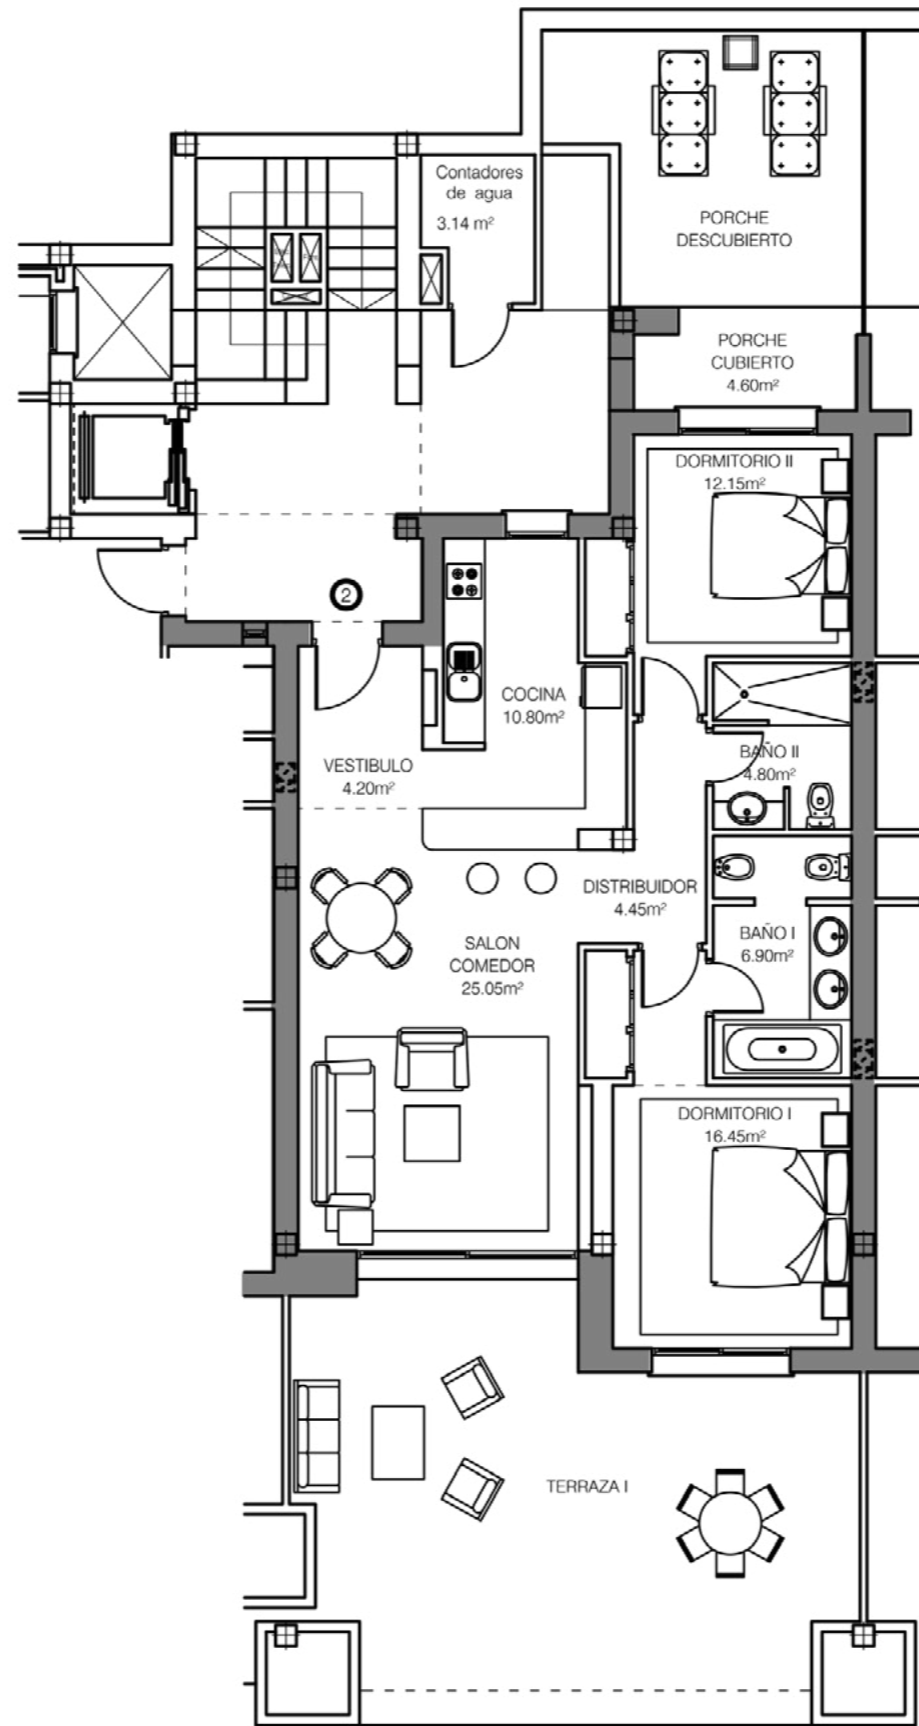 Contadores
de agua
3.14 m²
PORCHE
DESCUBIERTO
PORCHE
CUBIERTO
4.60m²
DORMITORIO II
12.15m²
2
COCINA
10.80m²
VESTIBULO
4.20m²
BAÑO II
4.80m²
DISTRIBUIDOR
4.45m²
SALON
COMEDOR
25.05m²
BAÑO I
6.90m²
DORMITORIO I
16.45m²
TERRAZA I